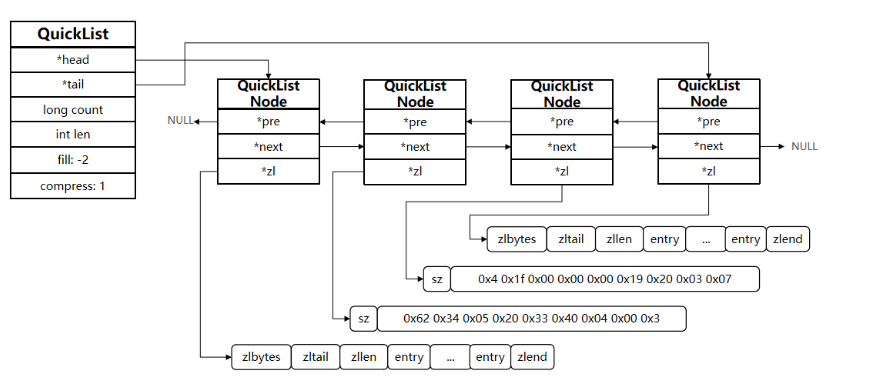 QuickList
*head
*tail
long count
int len
fill: -2
compress: 1
QuickList
Node
*pre
*next
*zl
QuickList
Node
*pre
*next
*zl
QuickList
Node
*pre
*next
*zl
QuickList
Node
*pre
*next
*zl
NULL
NULL
zlbytes zltail zllen entry ... entry zlend
sz 0x4 0x1f 0x00 0x00 0x00 0x19 0x20 0x03 0x07
sz 0x62 0x34 0x05 0x20 0x33 0x40 0x04 0x00 0x3
zlbytes zltail zllen entry ... entry zlend